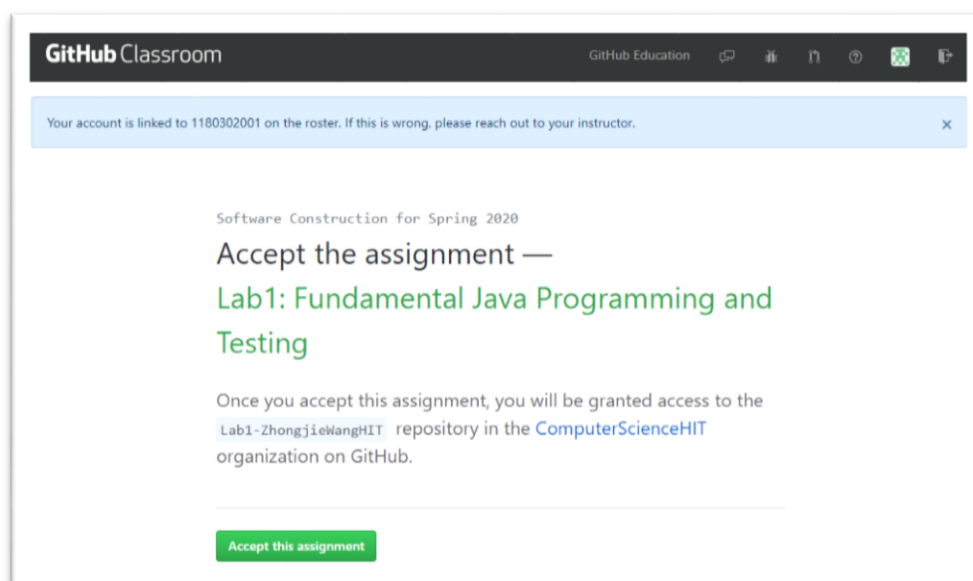 GitHub Classroom
GitHub Education
Your account is linked to 1180302001 on the roster. If this is wrong, please reach out to your instructor.
Software Construction for Spring 2020
Accept the assignment —
Lab1: Fundamental Java Programming and
Testing
Once you accept this assignment, you will be granted access to the
Lab1-ZhongjieWangHIT repository in the ComputerScienceHIT
organization on GitHub.
Accept this assignment